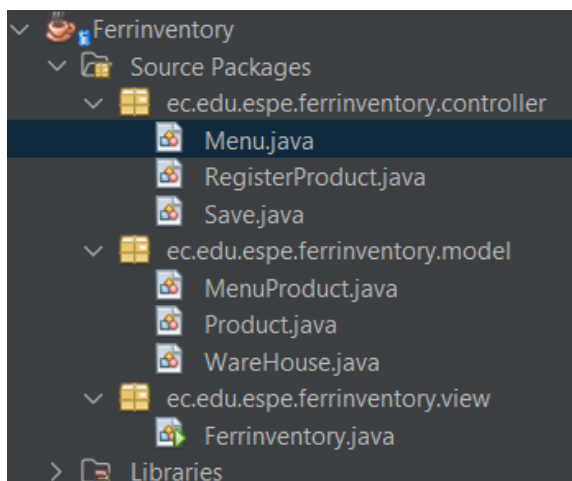 Ferrinventory
Source Packages
ec.edu.espe.ferrinventory.controller
Menu.java
RegisterProduct.java
Save.java
ec.edu.espe.ferrinventory.model
MenuProduct.java
Product.java
WareHouse.java
ec.edu.espe.ferrinventory.view
Ferrinventory.java
Libraries